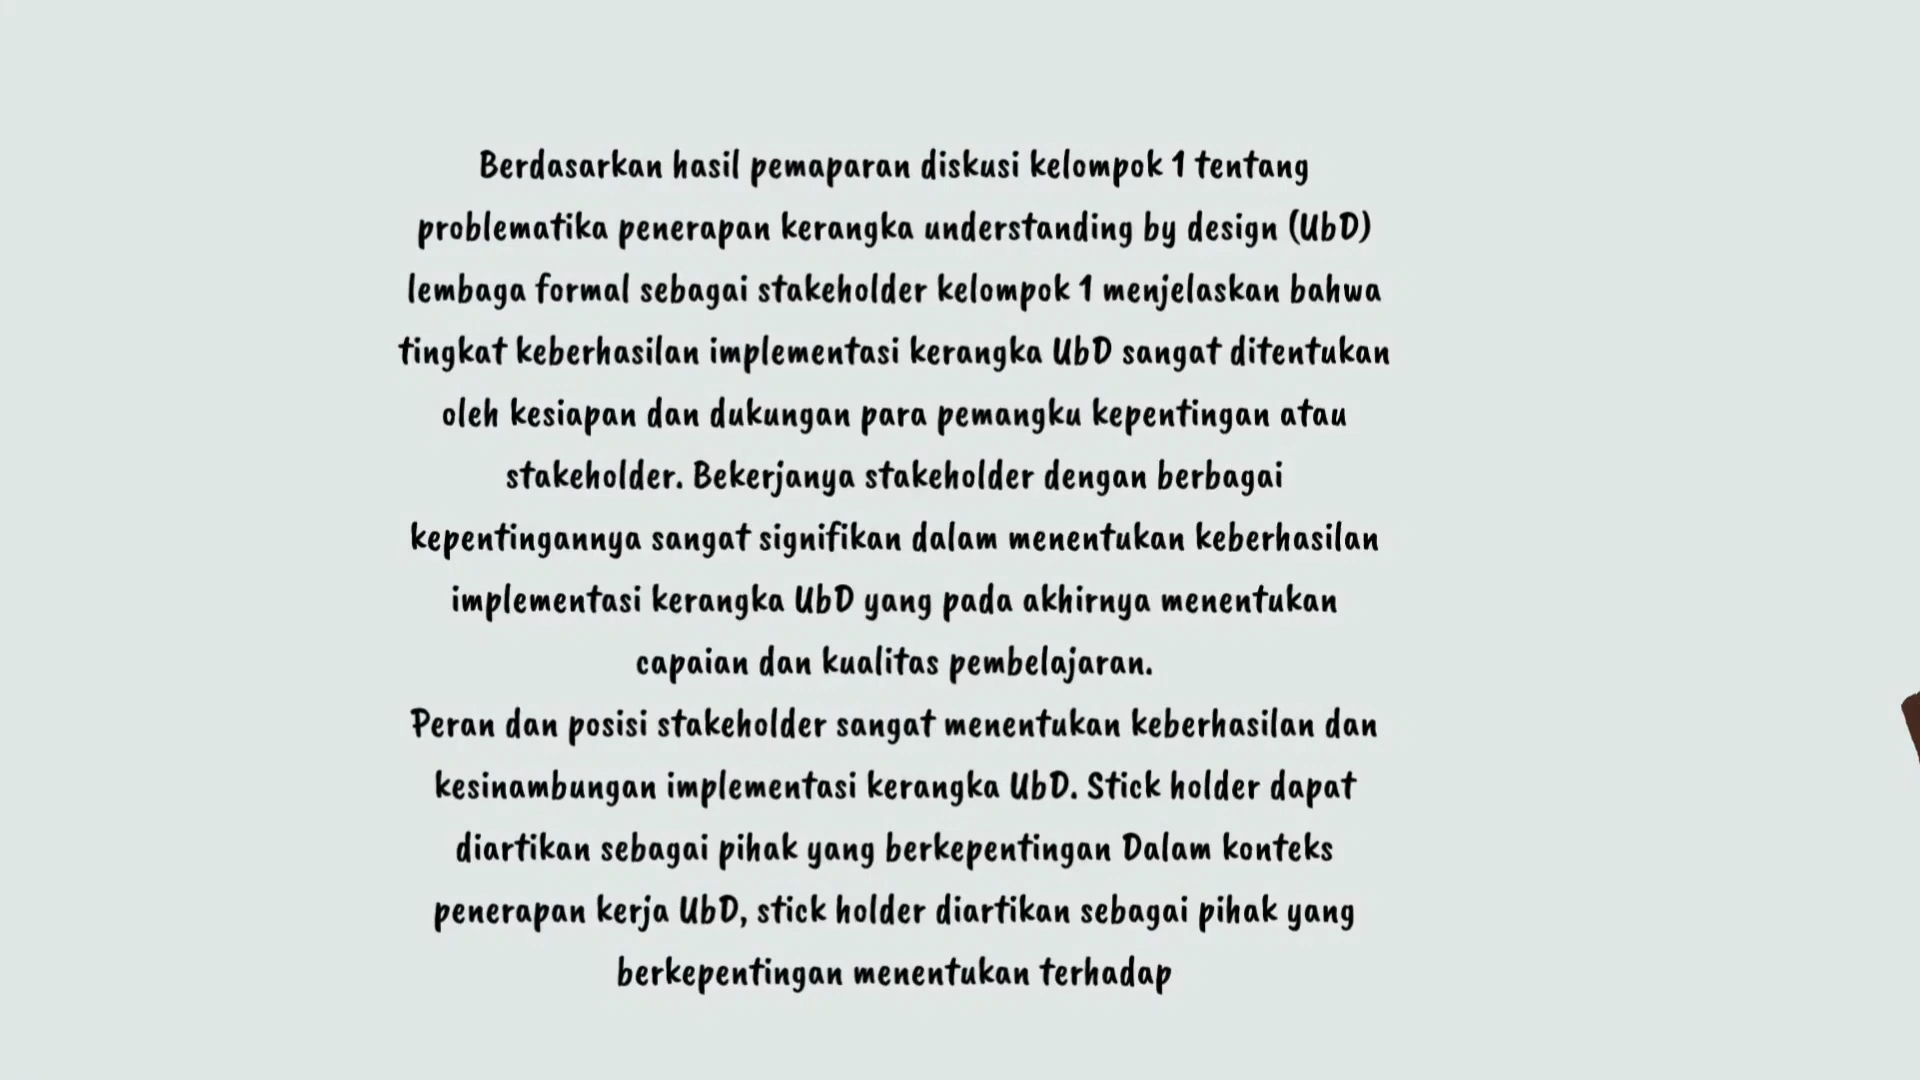 Berdasarkan hasil pemaparan diskusi kelompok 1 tentang
problematika penerapan kerangka understanding by design (UbD)
lembaga formal sebagai stakeholder kelompok 1 menjelaskan bahwa
tingkat keberhasilan implementasi kerangka UbD sangat ditentukan
oleh kesiapan dan dukungan para pemangku kepentingan atau
stakeholder. Bekerjanya stakeholder dengan berbagai
kepentingannya sangat signifikan dalam menentukan keberhasilan
implementasi kerangka UbD yang pada akhirnya menentukan
capaian dan kualitas pembelajaran.
Peran dan posisi stakeholder sangat menentukan keberhasilan dan
kesinambungan implementasi kerangka UbD. Stick holder dapat
diartikan sebagai pihak yang berkepentingan Dalam konteks
penerapan kerja UbD, stick holder diartikan sebagai pihak yang
berkepentingan menentukan terhadap